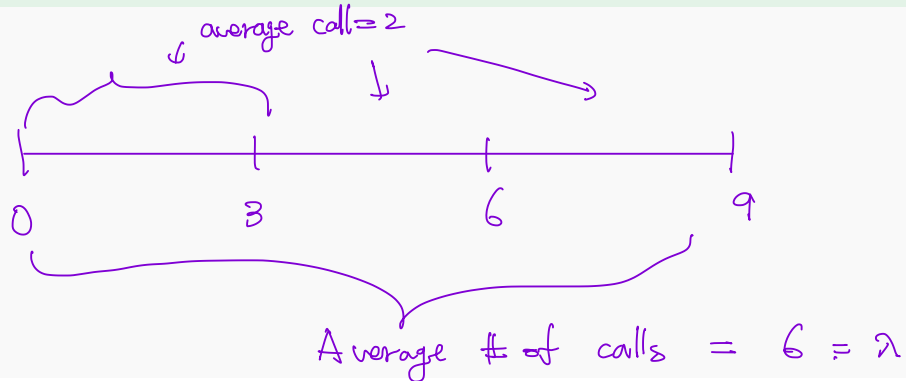 average call=2
0 3 6 9
Average # of calls = 6 = λ